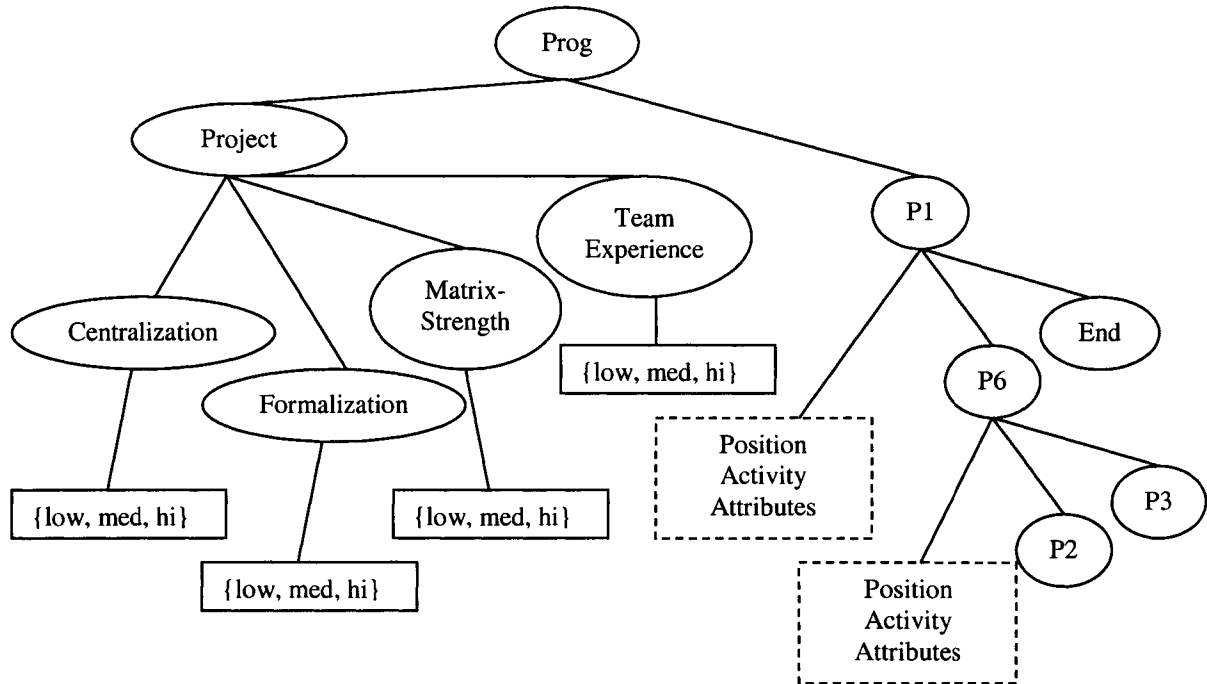 Prog
Project
P1
Team
Experience
Matrix-
Strength
Centralization
End
{low, med, hi}
P6
Formalization
Position
Activity
Attributes
{low, med, hi}
{low, med, hi}
P3
P2
{low, med, hi}
Position
Activity
Attributes